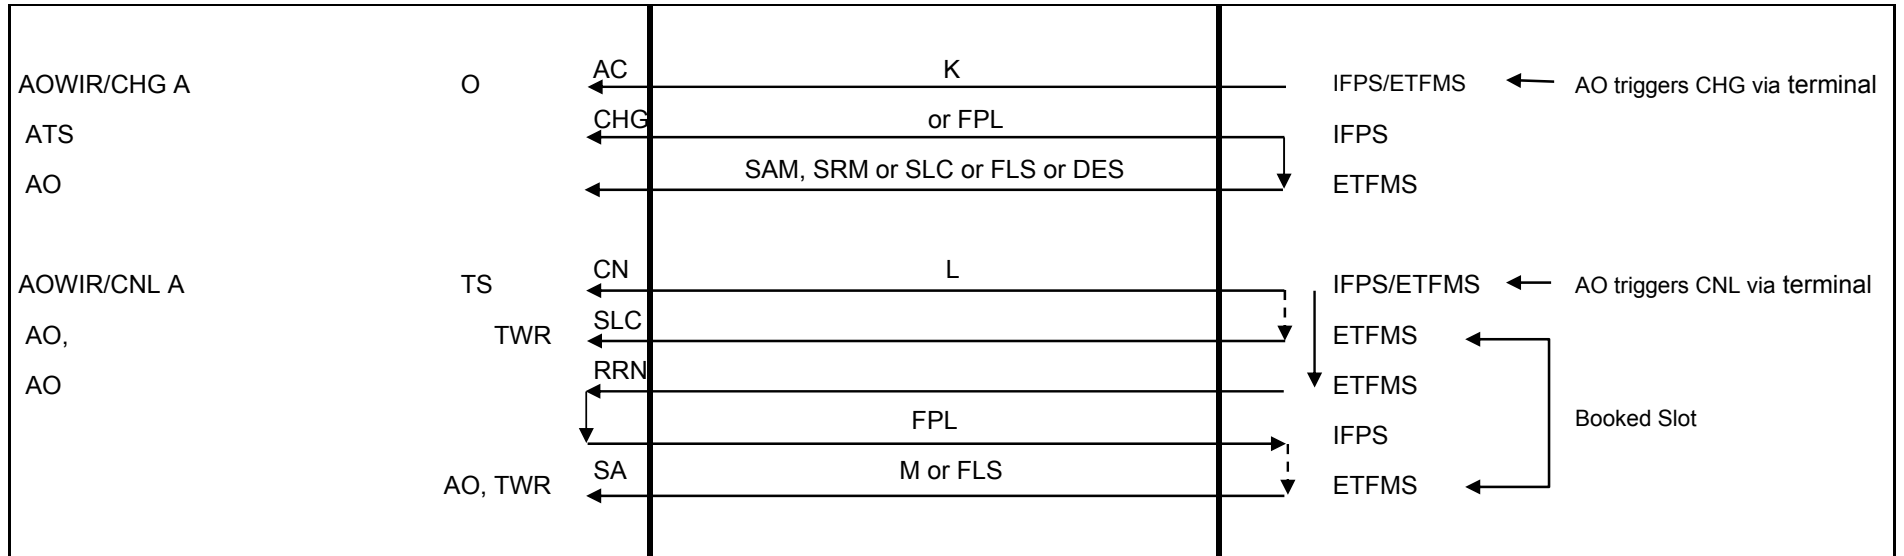 AOWIR/CHG A O AC K IFPS/ETFMS AO triggers CHG via terminal
ATS CHG or FPL IFPS
AO SAM, SRM or SLC or FLS or DES ETFMS
AOWIR/CNL A TS CN L IFPS/ETFMS AO triggers CNL via terminal
AO, TWR SLC ETFMS
AO RRN ETFMS
FPL IFPS Booked Slot
AO, TWR SA M or FLS ETFMS